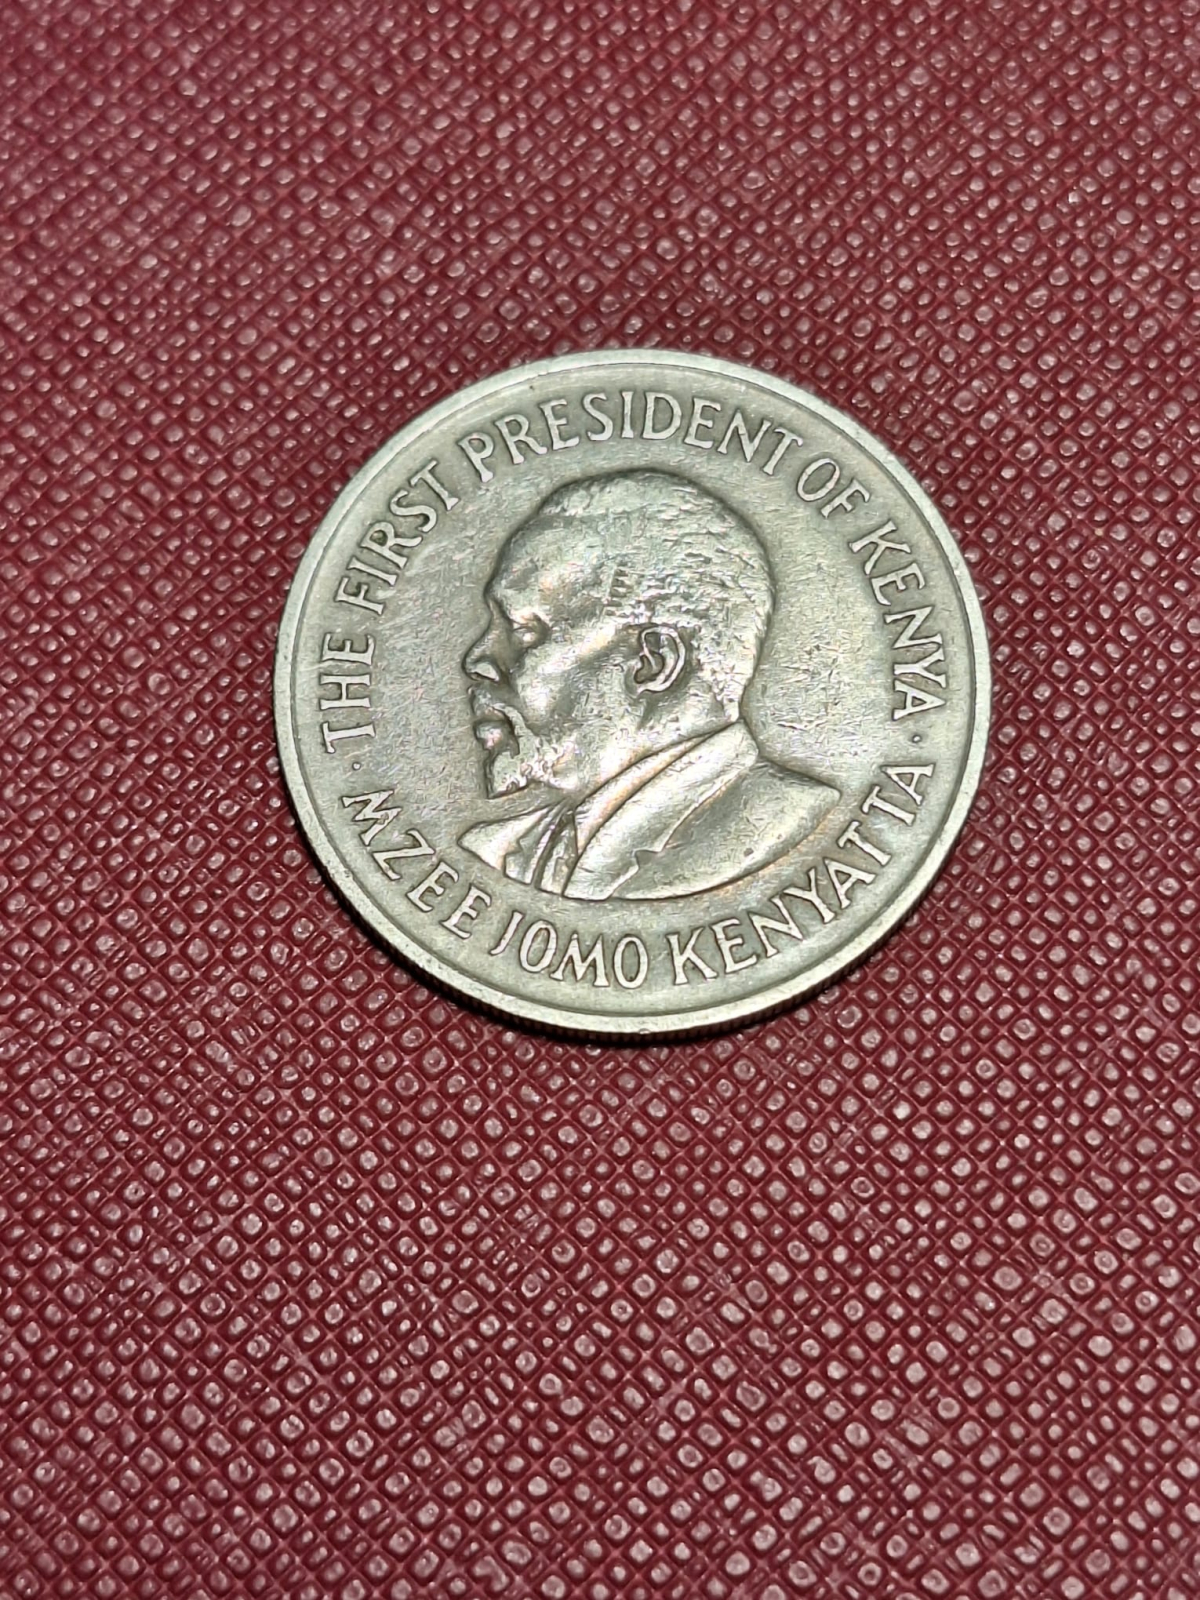 · THE FIRST PRESIDENT OF KENYA ·
MZEE JOMO KENYATTA